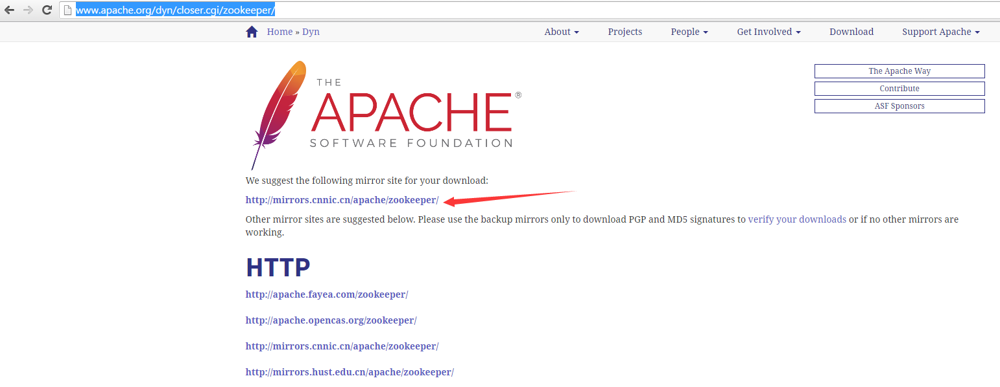 www.apache.org/dyn/closer.cgi/zookeeper/
Home » Dyn About Projects People Get Involved Download Support Apache
The Apache Way
Contribute
ASF Sponsors
THE
APACHE®
SOFTWARE FOUNDATION
We suggest the following mirror site for your download:
http://mirrors.cnnic.cn/apache/zookeeper/
Other mirror sites are suggested below. Please use the backup mirrors only to download PGP and MD5 signatures to verify your downloads or if no other mirrors are
working.
HTTP
http://apache.fayea.com/zookeeper/
http://apache.opencas.org/zookeeper/
http://mirrors.cnnic.cn/apache/zookeeper/
http://mirrors.hust.edu.cn/apache/zookeeper/